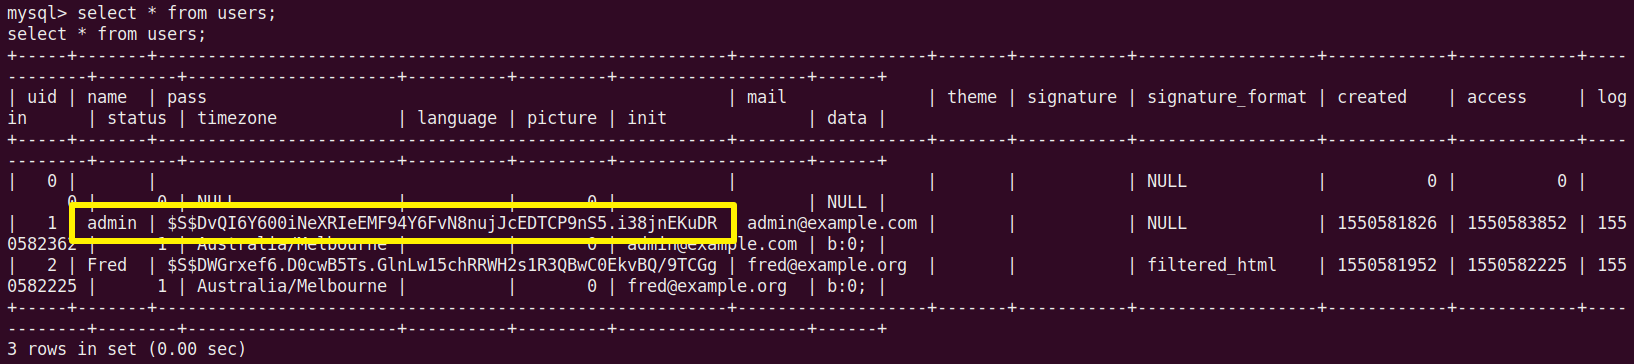 mysql> select * from users;
select * from users;
+-----+-------+---------------------------------------------------------+-------------------+-------+-----------+------------------+------------+------------+----
--------+--------+---------------------+----------+---------+-------------------+------+
| uid | name  | pass                                                    | mail              | theme | signature | signature_format | created    | access     | log
in      | status | timezone            | language | picture | init              | data |
+-----+-------+---------------------------------------------------------+-------------------+-------+-----------+------------------+------------+------------+----
--------+--------+---------------------+----------+---------+-------------------+------+
|   0 |       |                                                         |                   |       |           | NULL             |          0 |          0 |
      0 |      0 | NULL                |          |       0 |                   | NULL |
|   1 | admin | $S$DvQI6Y600iNeXRIeEMF94Y6FvN8nujJcEDTCP9nS5.i38jnEKuDR | admin@example.com |       |           | NULL             | 1550581826 | 1550583852 | 155
0582362 |      1 | Australia/Melbourne |          |       0 | admin@example.com | b:0; |
|   2 | Fred  | $S$DWGrxef6.D0cwB5Ts.GlnLw15chRRWH2s1R3QBwC0EkvBQ/9TCGg | fred@example.org  |       |           | filtered_html    | 1550581952 | 1550582225 | 155
0582225 |      1 | Australia/Melbourne |          |       0 | fred@example.org  | b:0; |
+-----+-------+---------------------------------------------------------+-------------------+-------+-----------+------------------+------------+------------+----
--------+--------+---------------------+----------+---------+-------------------+------+
3 rows in set (0.00 sec)